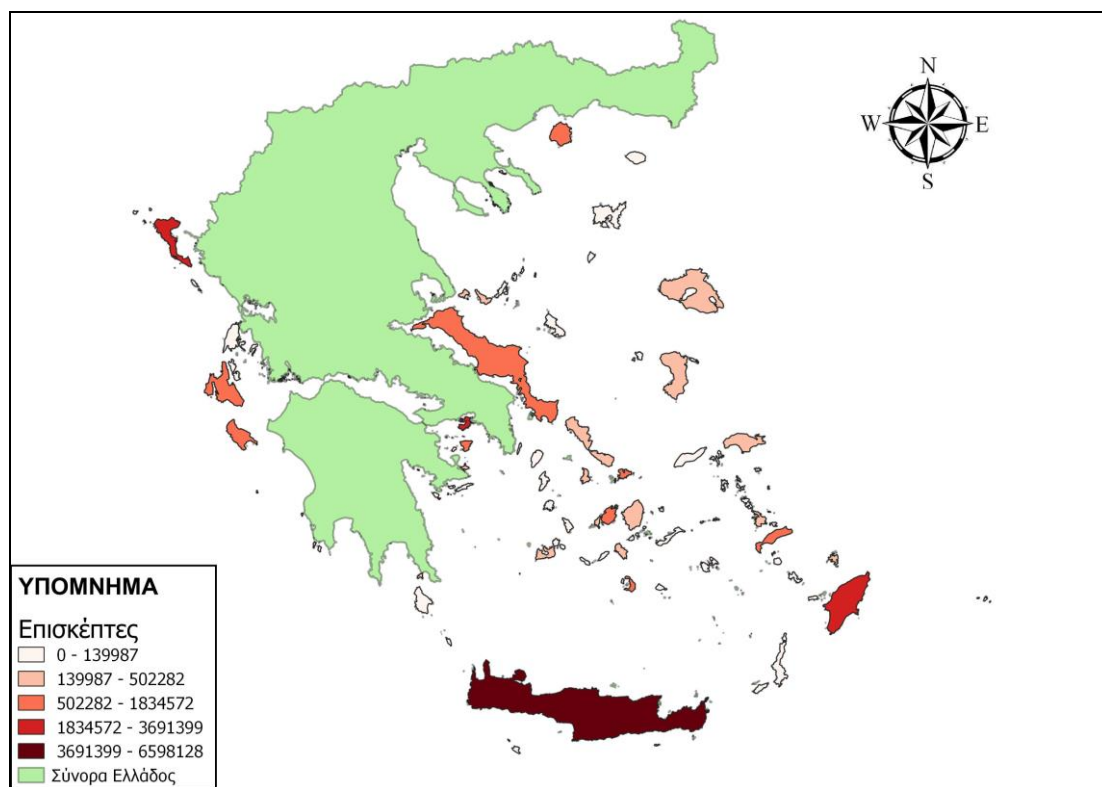 N
W E
S
ΥΠΟΜΝΗΜΑ
Επισκέπτες
0 - 139987
139987 - 502282
502282 - 1834572
1834572 - 3691399
3691399 - 6598128
Σύνορα Ελλάδος